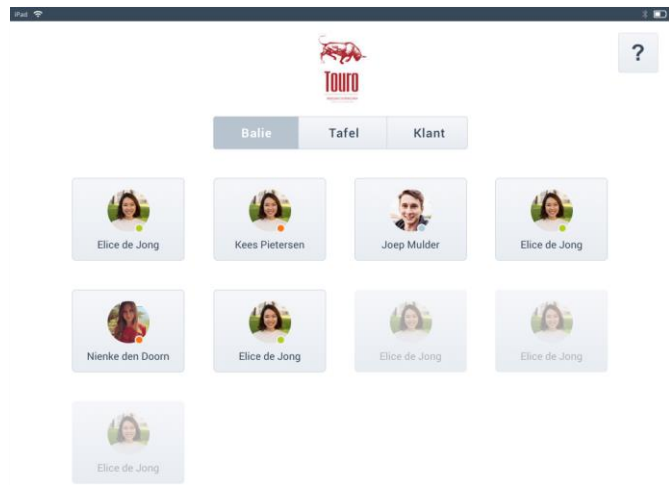 iPad
?
Touro
Balie Tafel Klant
Elice de Jong Kees Pietersen Joep Mulder Elice de Jong
Nienke den Doorn Elice de Jong Elice de Jong Elice de Jong
Elice de Jong